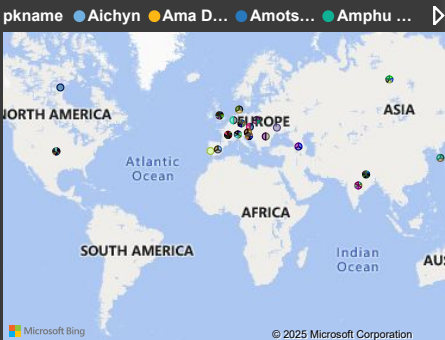 pkname Aichyn Ama D... Amots... Amphu ...
NORTH AMERICA
EUROPE
ASIA
Atlantic
Ocean
AFRICA
SOUTH AMERICA
Indian
Ocean
AUS
Microsoft Bing
© 2025 Microsoft Corporation